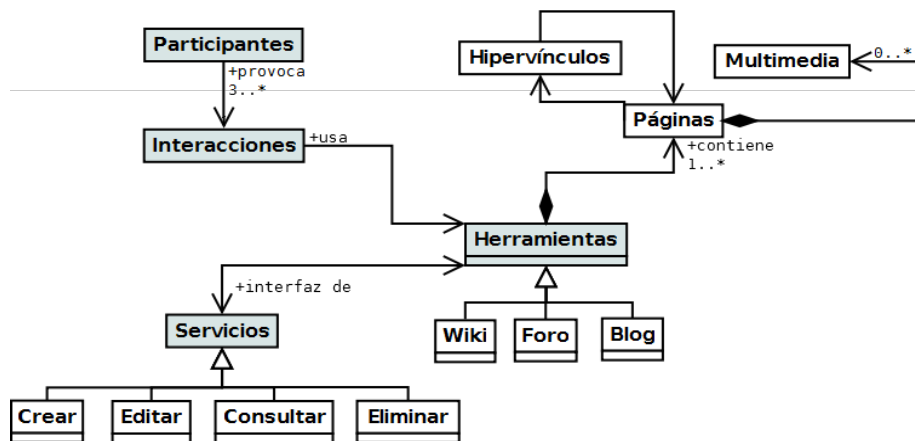 Participantes
Hipervínculos
Multimedia
0..*
+provoca
3..*
Páginas
Interacciones
+usa
+contiene
1..*
Herramientas
+interfaz de
Servicios
Wiki
Foro
Blog
Crear
Editar
Consultar
Eliminar